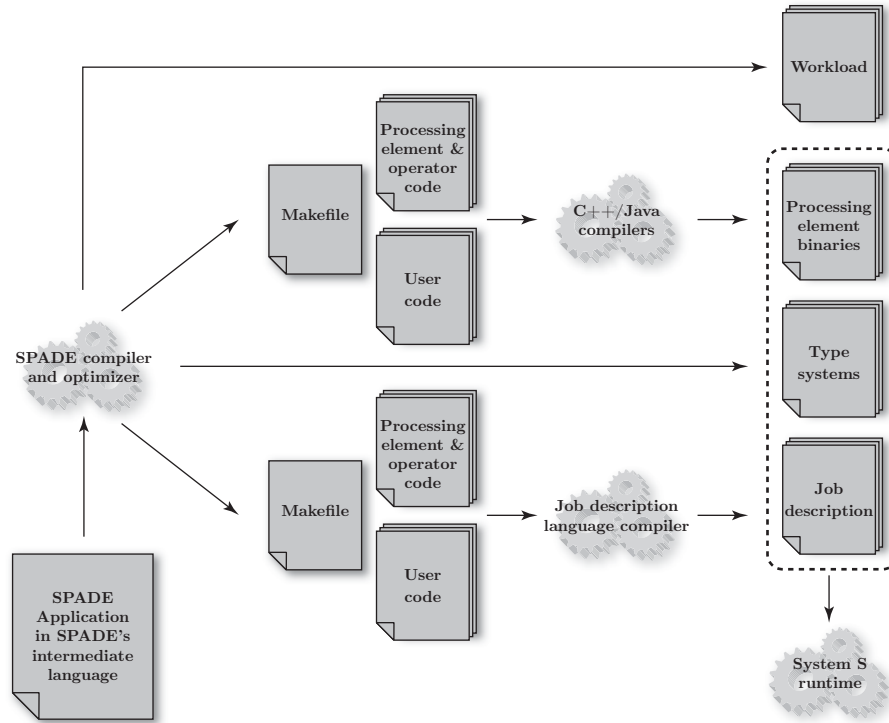 Workload
Processing
element &
operator
code
Makefile
C++/Java
compilers
Processing
element
binaries
User
code
SPADE compiler
and optimizer
Type
systems
Processing
element &
operator
code
Makefile
Job description
language compiler
Job
description
User
code
SPADE
Application
in SPADE's
intermediate
language
System S
runtime